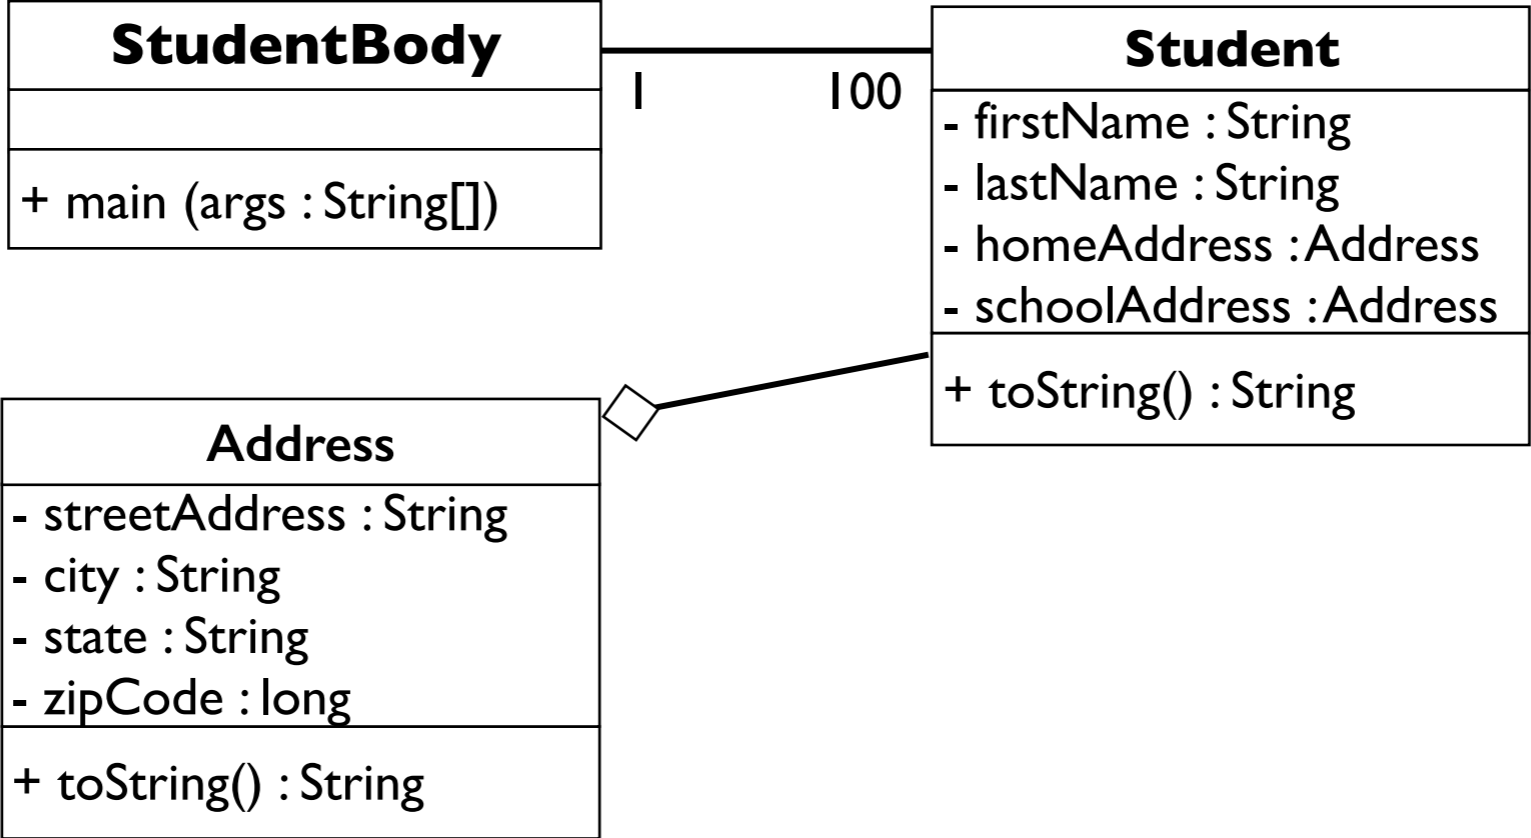 StudentBody
+ main (args : String[])
1
100
Student
- firstName : String
- lastName : String
- homeAddress : Address
- schoolAddress : Address
+ toString() : String
Address
- streetAddress : String
- city : String
- state : String
- zipCode : long
+ toString() : String